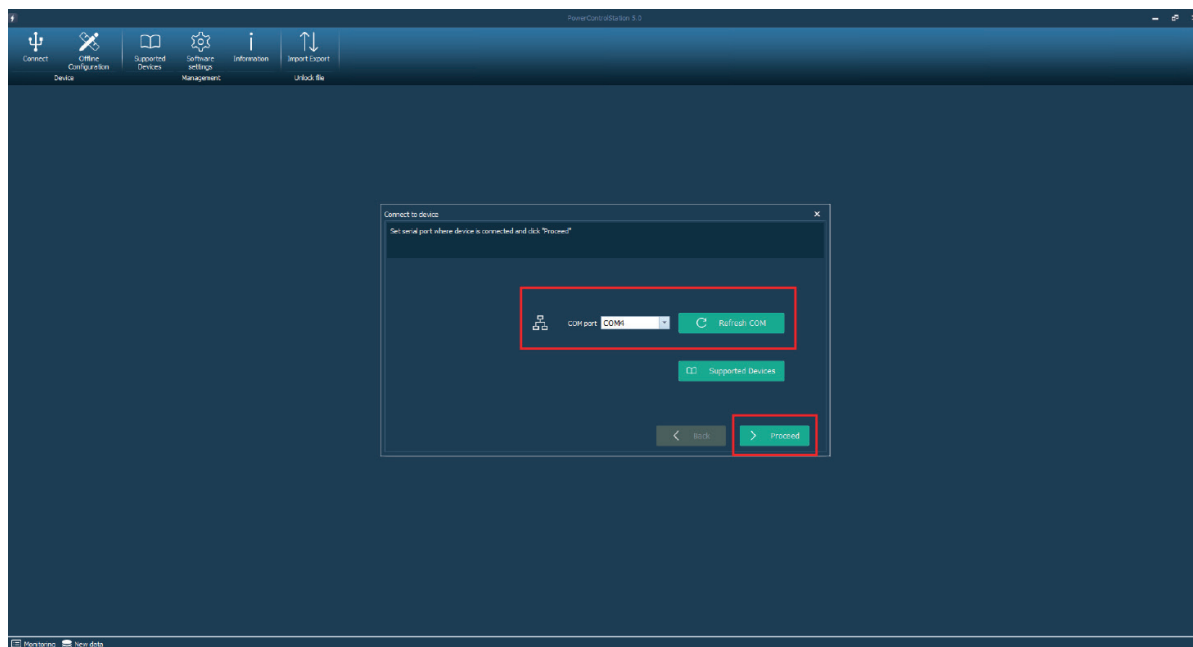 PowerControlStation 5.0
Connect
Offline
Configuration
Supported
Devices
Software
settings
Information
Import Export
Device
Management
Unlock file
Connect to device
Set serial port where device is connected and click "Proceed"
COM port COM4 Refresh COM
Supported Devices
Back Proceed
Monitoring New data